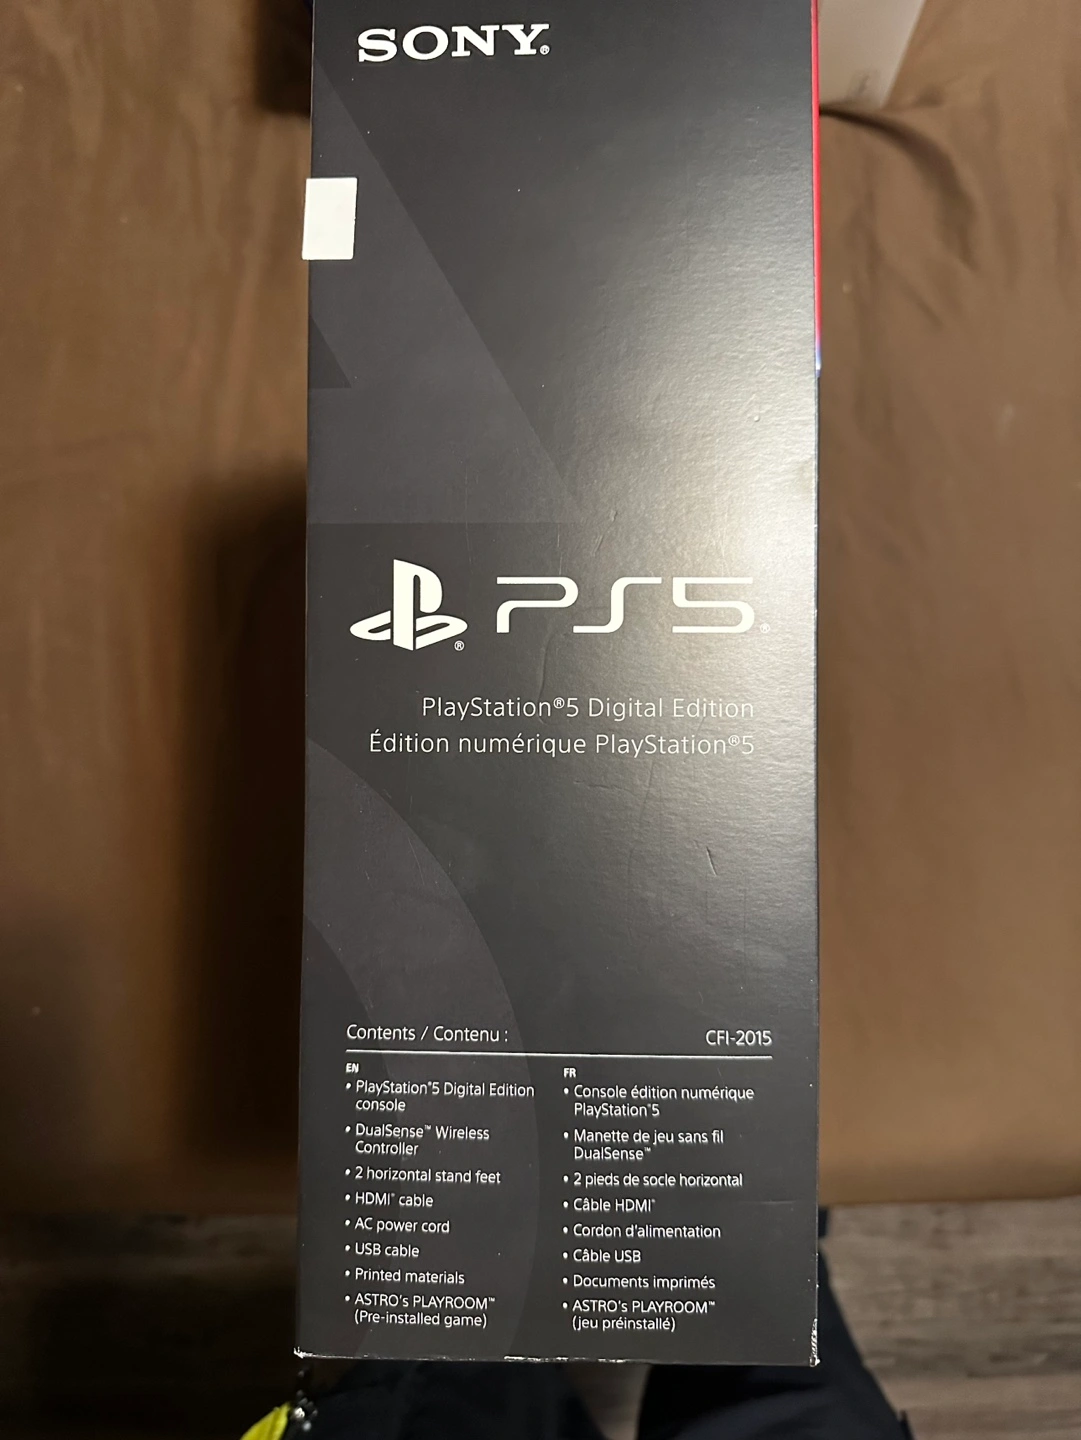 SONY®
PS5®
PlayStation®5 Digital Edition
Édition numérique PlayStation®5
Contents / Contenu :
CFI-2015
EN
• PlayStation®5 Digital Edition
console
• DualSense™ Wireless
Controller
• 2 horizontal stand feet
• HDMI® cable
• AC power cord
• USB cable
• Printed materials
• ASTRO's PLAYROOM™
(Pre-installed game)
FR
• Console édition numérique
PlayStation®5
• Manette de jeu sans fil
DualSense™
• 2 pieds de socle horizontal
• Câble HDMI®
• Cordon d'alimentation
• Câble USB
• Documents imprimés
• ASTRO's PLAYROOM™
(jeu préinstallé)